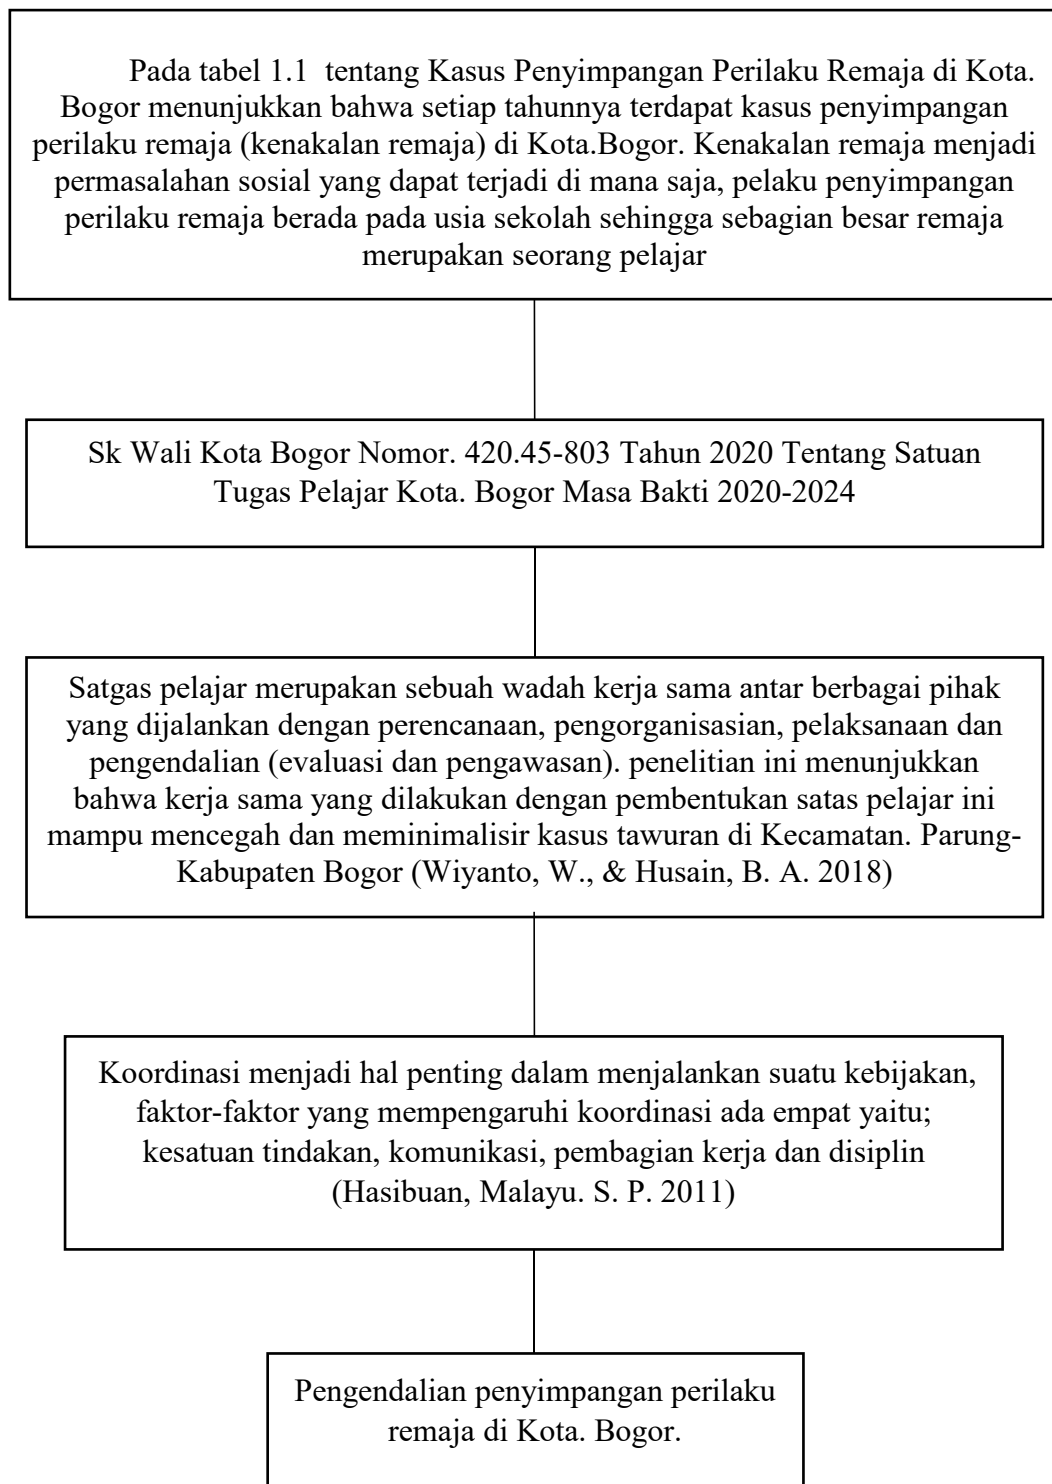 Pada tabel 1.1 tentang Kasus Penyimpangan Perilaku Remaja di Kota.
Bogor menunjukkan bahwa setiap tahunnya terdapat kasus penyimpangan
perilaku remaja (kenakalan remaja) di Kota.Bogor. Kenakalan remaja menjadi
permasalahan sosial yang dapat terjadi di mana saja, pelaku penyimpangan
perilaku remaja berada pada usia sekolah sehingga sebagian besar remaja
merupakan seorang pelajar
Sk Wali Kota Bogor Nomor. 420.45-803 Tahun 2020 Tentang Satuan
Tugas Pelajar Kota. Bogor Masa Bakti 2020-2024
Satgas pelajar merupakan sebuah wadah kerja sama antar berbagai pihak
yang dijalankan dengan perencanaan, pengorganisasian, pelaksanaan dan
pengendalian (evaluasi dan pengawasan). penelitian ini menunjukkan
bahwa kerja sama yang dilakukan dengan pembentukan satas pelajar ini
mampu mencegah dan meminimalisir kasus tawuran di Kecamatan. Parung-
Kabupaten Bogor (Wiyanto, W., & Husain, B. A. 2018)
Koordinasi menjadi hal penting dalam menjalankan suatu kebijakan,
faktor-faktor yang mempengaruhi koordinasi ada empat yaitu;
kesatuan tindakan, komunikasi, pembagian kerja dan disiplin
(Hasibuan, Malayu. S. P. 2011)
Pengendalian penyimpangan perilaku
remaja di Kota. Bogor.